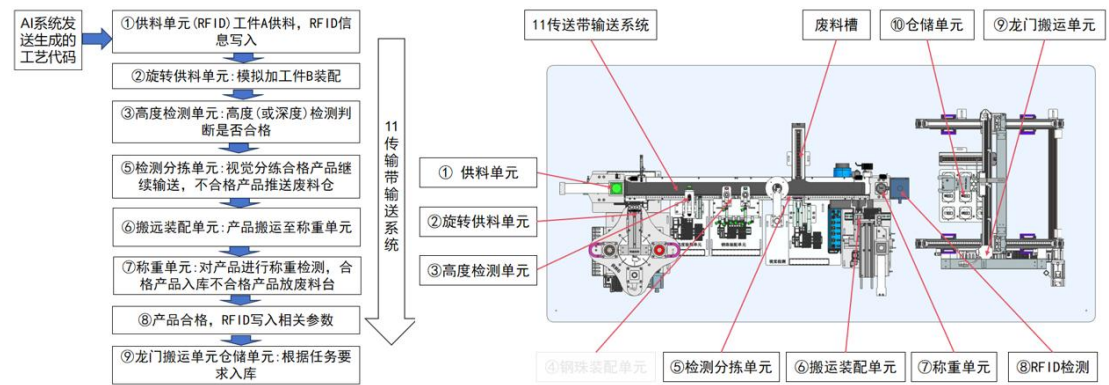 AI系统发
送生成的
工艺代码
①供料单元(RFID)工件A供料，RFID信
息写入
②旋转供料单元:模拟加工件B装配
③高度检测单元:高度(或深度)检测判
断是否合格
⑤检测分拣单元:视觉分练合格产品继
续输送，不合格产品推送废料仓
⑥搬远装配单元:产品搬运至称重单元
⑦称重单元:对产品进行称重检测，合
格产品入库不合格产品放废料台
⑧产品合格，RFID写入相关参数
⑨龙门搬运单元仓储单元:根据任务要
求入库
11传输带输送系统
11传送带输送系统
废料槽
⑩仓储单元
⑨龙门搬运单元
① 供料单元
②旋转供料单元
③高度检测单元
④钢珠装配单元
⑤检测分拣单元
⑥搬运装配单元
⑦称重单元
⑧RFID检测